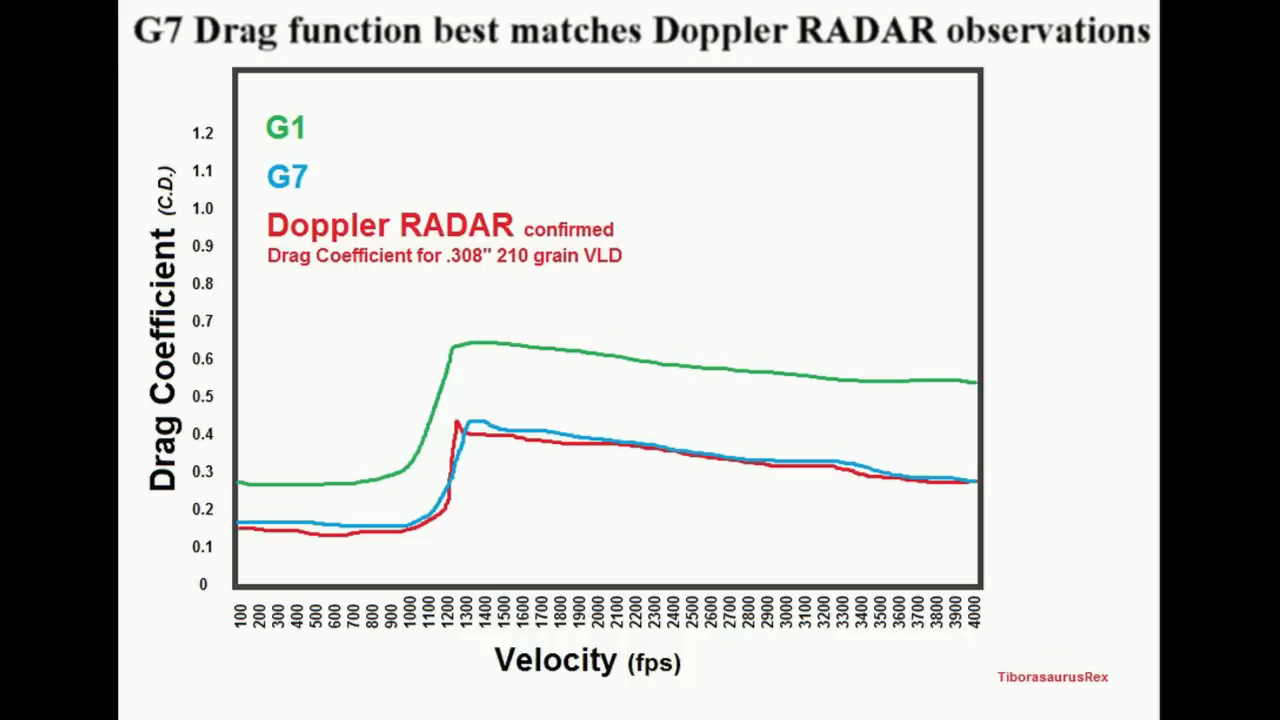 G7 Drag function best matches Doppler RADAR observations
G1
G7
Doppler RADAR confirmed
Drag Coefficient for .308" 210 grain VLD
Drag Coefficient (C.D.)
1.2
1.1
1.0
0.9
0.8
0.7
0.6
0.5
0.4
0.3
0.2
0.1
0
100 200 300 400 500 600 700 800 900 1000 1100 1200 1300 1400 1500 1600 1700 1800 1900 2000 2100 2200 2300 2400 2500 2600 2700 2800 2900 3000 3100 3200 3300 3400 3500 3600 3700 3800 3900 4000
Velocity (fps)
TiborasaurusRex